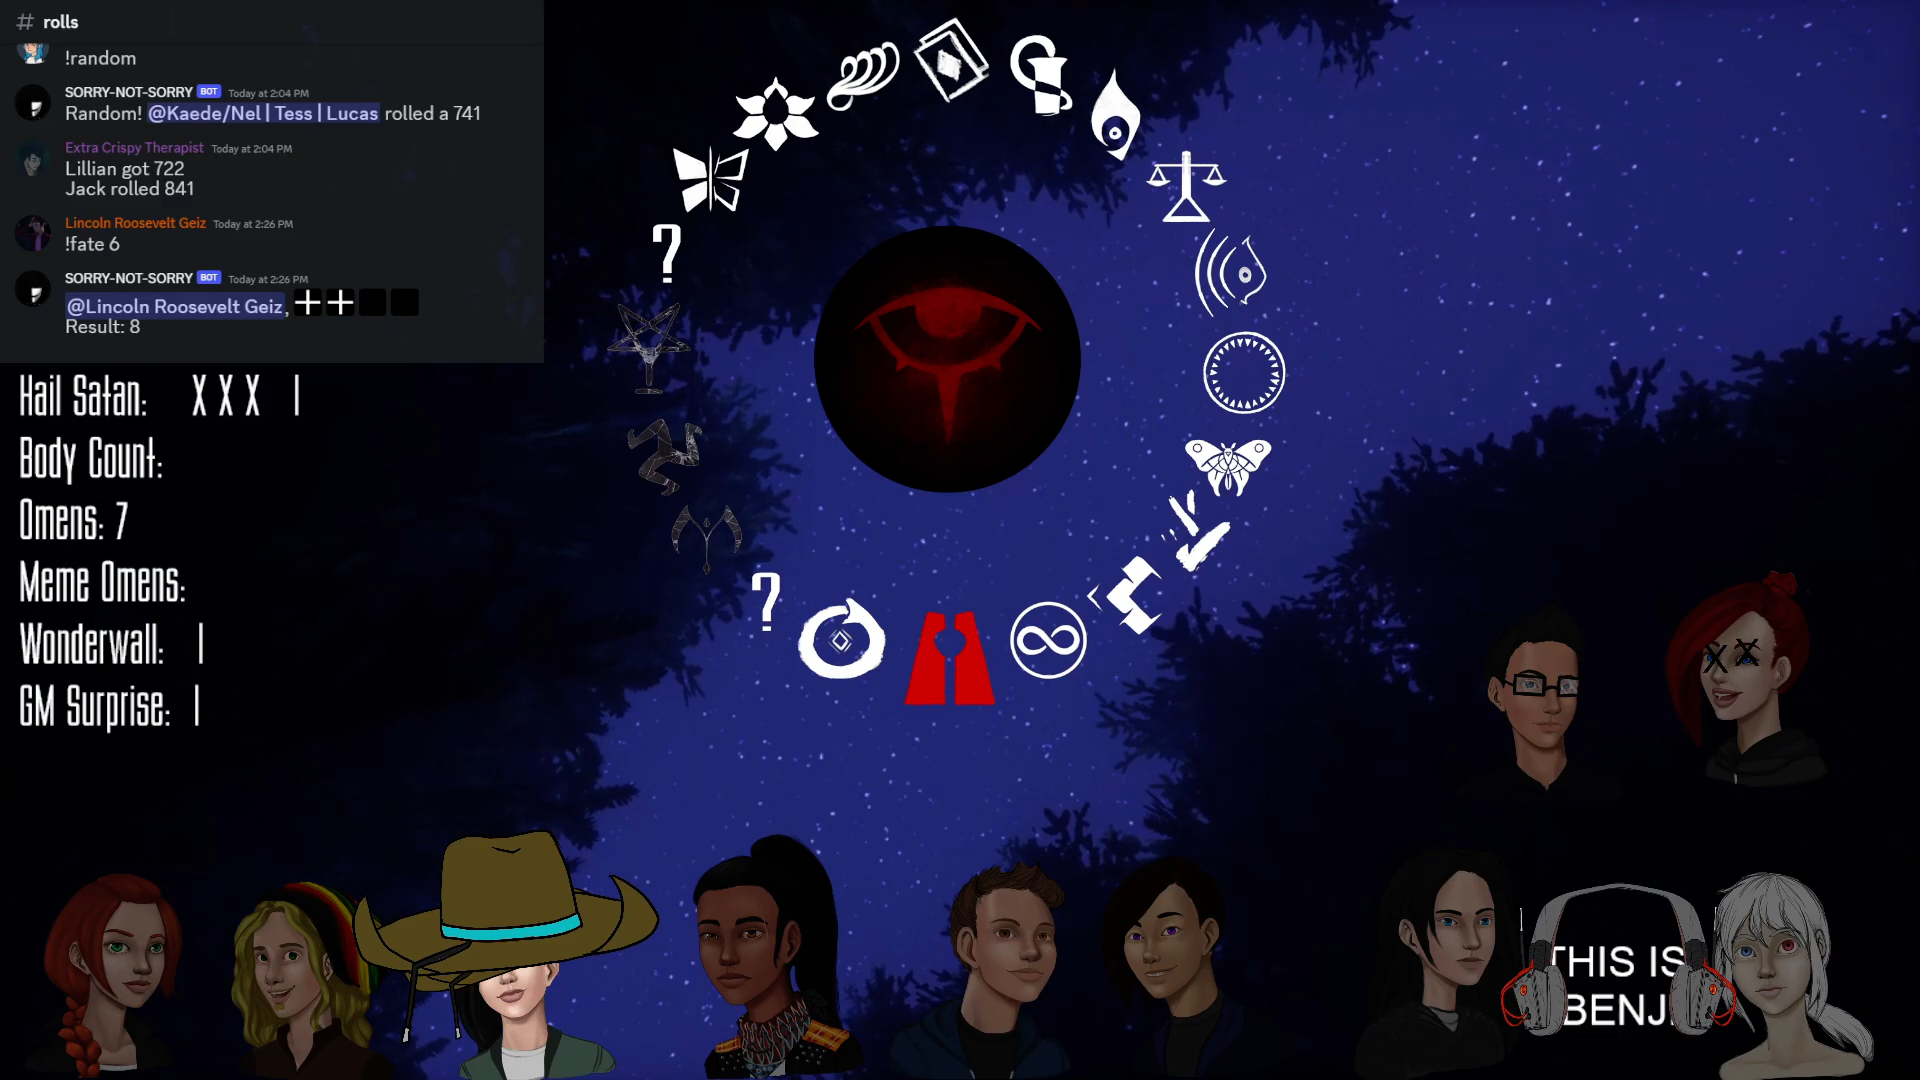 # rolls
!random
SORRY-NOT-SORRY BOT Today at 2:04 PM
Random! @Kaede/Nel | Tess | Lucas rolled a 741
Extra Crispy Therapist Today at 2:04 PM
Lillian got 722
Jack rolled 841
Lincoln Roosevelt Geiz Today at 2:26 PM
!fate 6
SORRY-NOT-SORRY BOT Today at 2:26 PM
@Lincoln Roosevelt Geiz, + +
Result: 8
Hail Satan: X X X |
Body Count:
Omens: 7
Meme Omens:
Wonderwall: |
GM Surprise: |
?
?
X X
THIS IS
BENJI